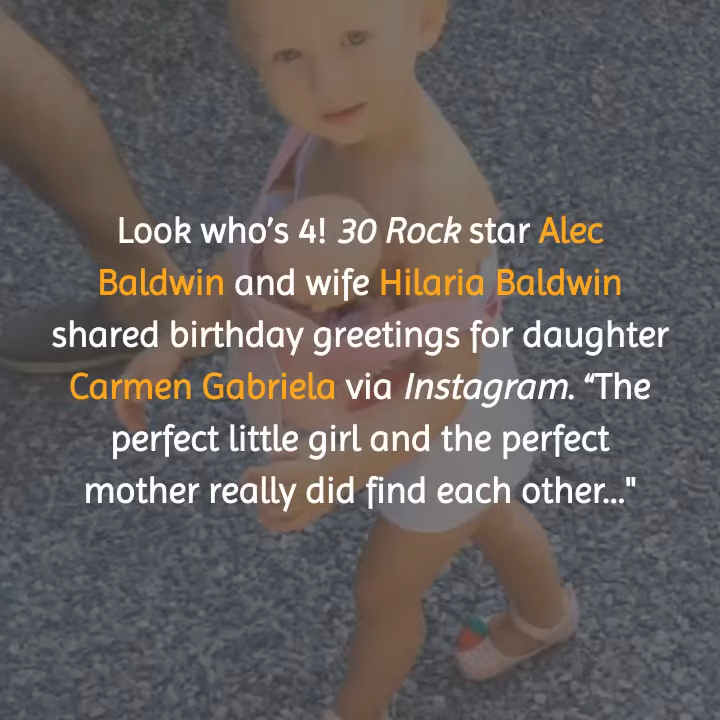 Look who's 4! 30 Rock star Alec
Baldwin and wife Hilaria Baldwin
shared birthday greetings for daughter
Carmen Gabriela via Instagram. “The
perfect little girl and the perfect
mother really did find each other..."